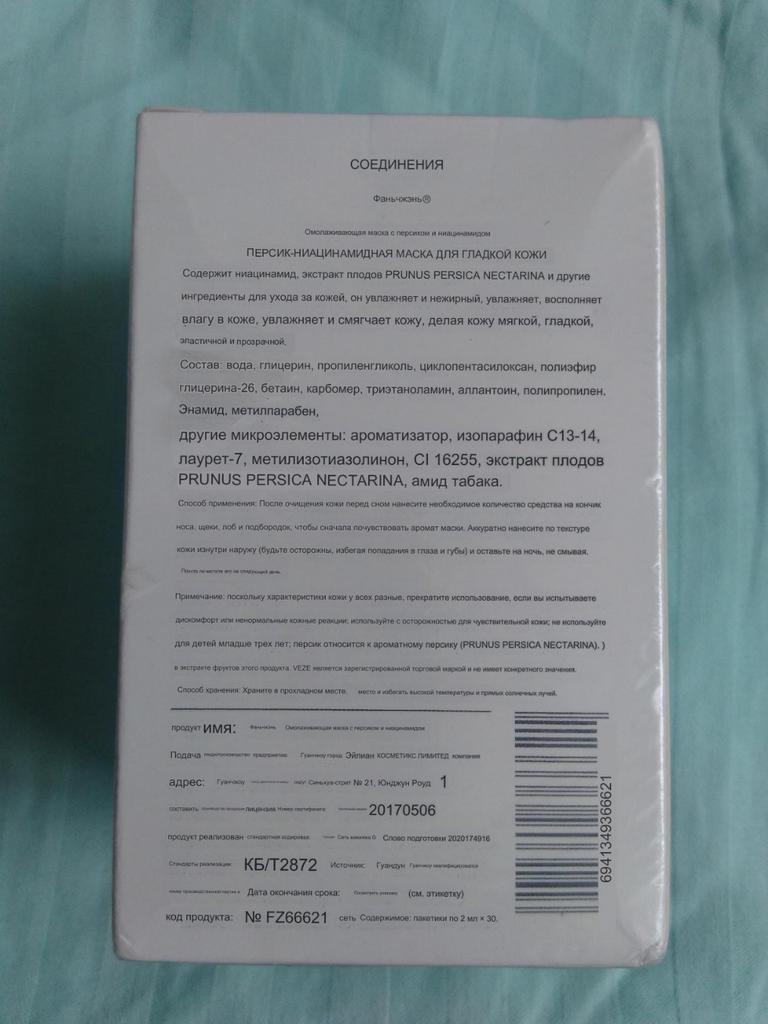 СОЕДИНЕНИЯ
Фаньчжэнь®
Омолаживающая маска с персиком и ниацинамидом
ПЕРСИК-НИАЦИНАМИДНАЯ МАСКА ДЛЯ ГЛАДКОЙ КОЖИ
Содержит ниацинамид, экстракт плодов PRUNUS PERSICA NECTARINA и другие
ингредиенты для ухода за кожей, он увлажняет и нежирный, увлажняет, восполняет
влагу в коже, увлажняет и смягчает кожу, делая кожу мягкой, гладкой,
эластичной и прозрачной.
Состав: вода, глицерин, пропиленгликоль, циклопентасилоксан, полиэфир
глицерина-26, бетаин, карбомер, триэтаноламин, аллантоин, полипропилен.
Энамид, метилпарабен,
другие микроэлементы: ароматизатор, изопарафин C13-14,
лаурет-7, метилизотиазолинон, CI 16255, экстракт плодов
PRUNUS PERSICA NECTARINA, амид табака.
Способ применения: После очищения кожи перед сном нанесите необходимое количество средства на кончик
носа, щеки, лоб и подбородок, чтобы сначала почувствовать аромат маски. Аккуратно нанесите по текстуре
кожи изнутри наружу (будьте осторожны, избегая попадания в глаза и губы) и оставьте на ночь, не смывая.
его на следующий день.
Примечание: поскольку характеристики кожи у всех разные, прекратите использование, если вы испытываете
дискомфорт или ненормальные кожные реакции; используйте с осторожностью для чувствительной кожи; не используйте
для детей младше трех лет; персик относится к ароматному персику (PRUNUS PERSICA NECTARINA). )
в экстракте фруктов этого продукта. VEZE является зарегистрированной торговой маркой и не имеет конкретного значения.
Способ хранения: Храните в прохладном месте. место и избегать высокой температуры и прямых солнечных лучей.
продукт ИМЯ: Фаньчжэнь Омолаживающая маска с персиком и ниацинамидом
Подача предприятие: Гуанчжоу город Эйлиан КОСМЕТИКС ЛИМИТЕД компания
адрес: Гуанчжоу Синьхуа-стрит № 21, Юнджун Роуд 1
составить лицензия Номер сертификата: 20170506
продукт реализован стандартная кодировка: Слово подготовки 2020174916
Стандарты реализации: КБ/Т2872 Источник: Гуандун
Дата окончания срока: (см. этикетку)
код продукта: № FZ66621 сеть Содержимое: пакетики по 2 мл × 30.
6941349366621